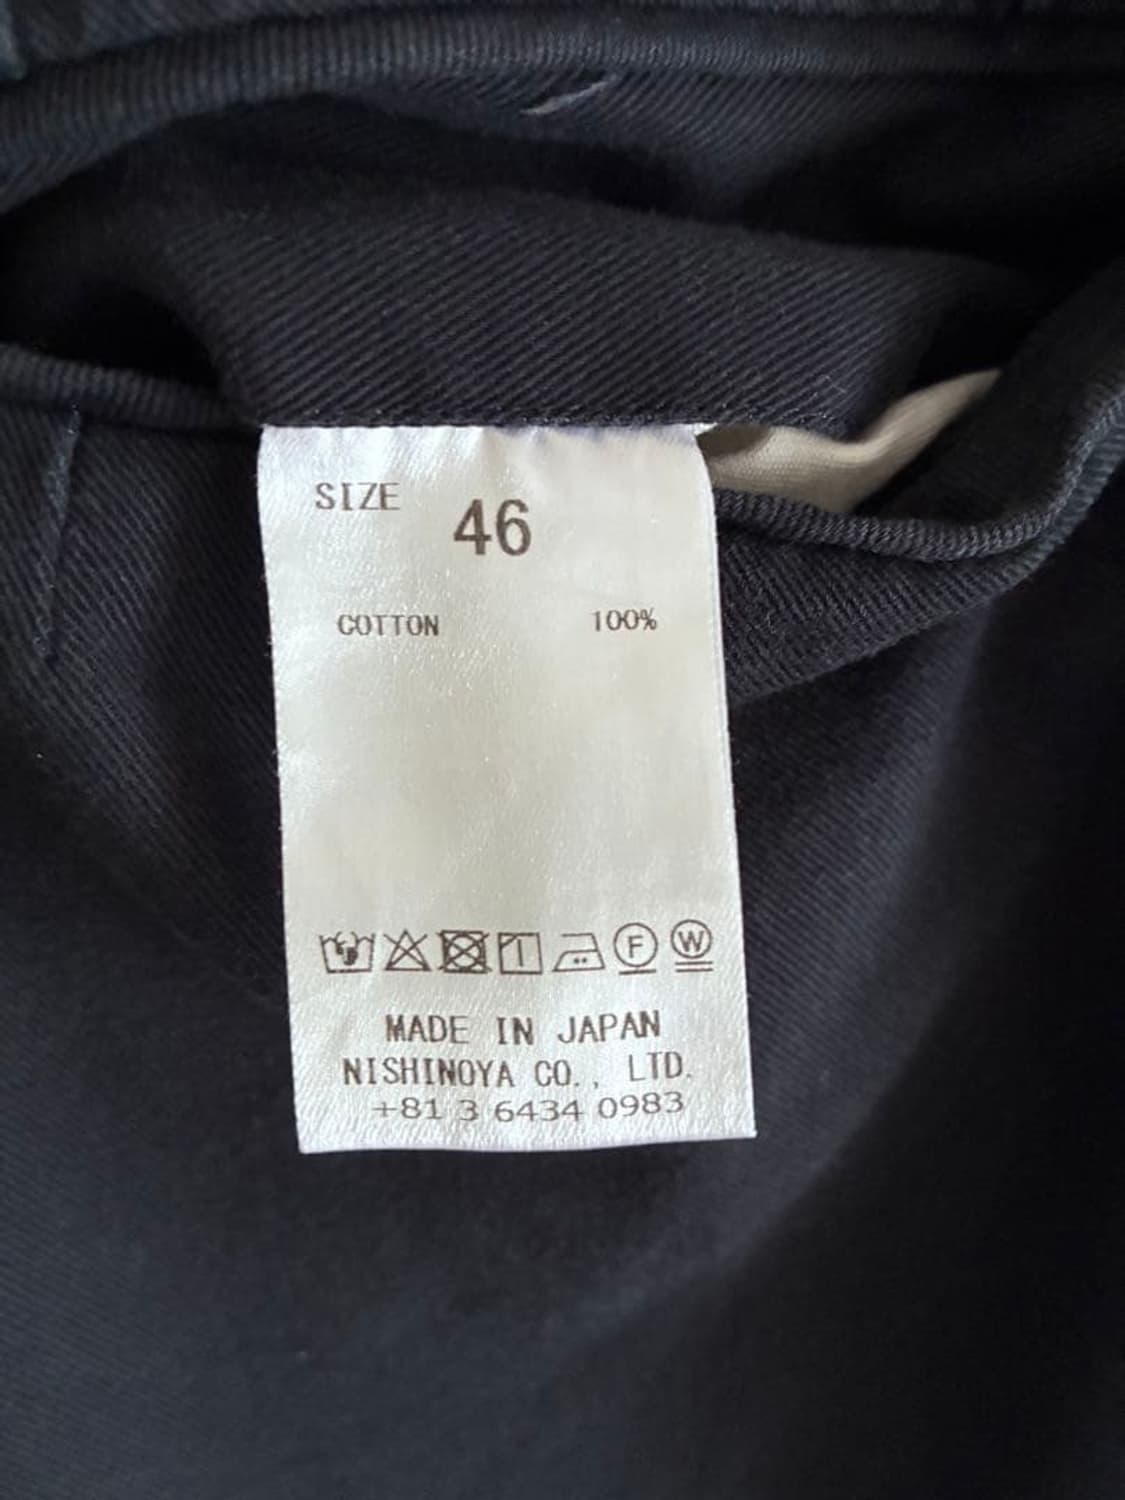 SIZE 46
COTTON 100%
F W
MADE IN JAPAN
NISHINOYA CO., LTD.
+81 3 6434 0983